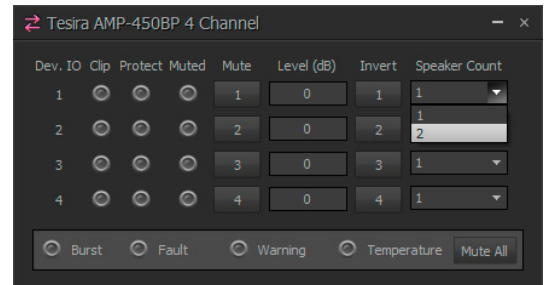 Tesira AMP-450BP 4 Channel
Dev. IO Clip Protect Muted Mute Level (dB) Invert Speaker Count
1 1 0 1 1
1
2 2 0 2
2
3 3 0 3 1
4 4 0 4 1
Burst Fault Warning Temperature Mute All